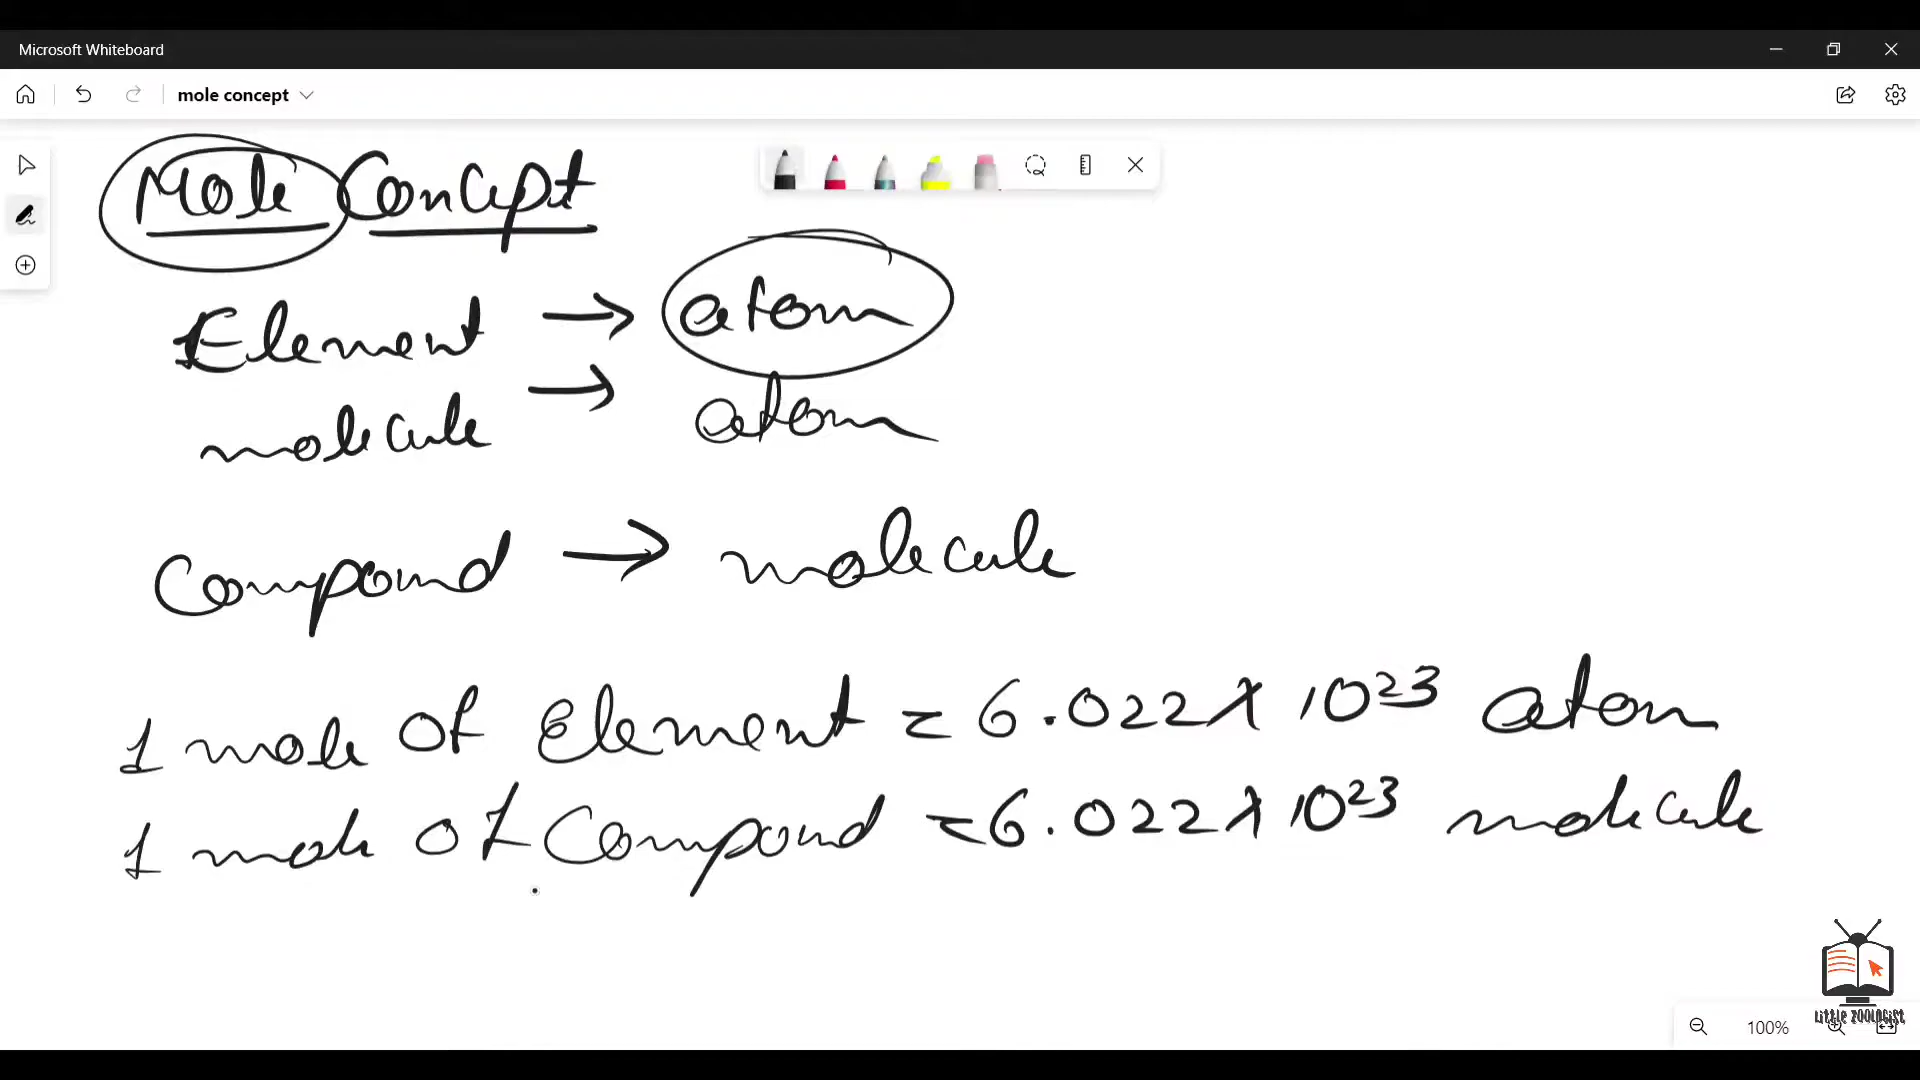 Microsoft Whiteboard
mole concept
Mole Concept
Element → atom
molecule → atom
Compound → molecule
1 mole of Element = 6.022 X 10²³ atom
1 mole of Compound = 6.022 X 10²³ molecule
LITTLE ZOOLOGIST
100%